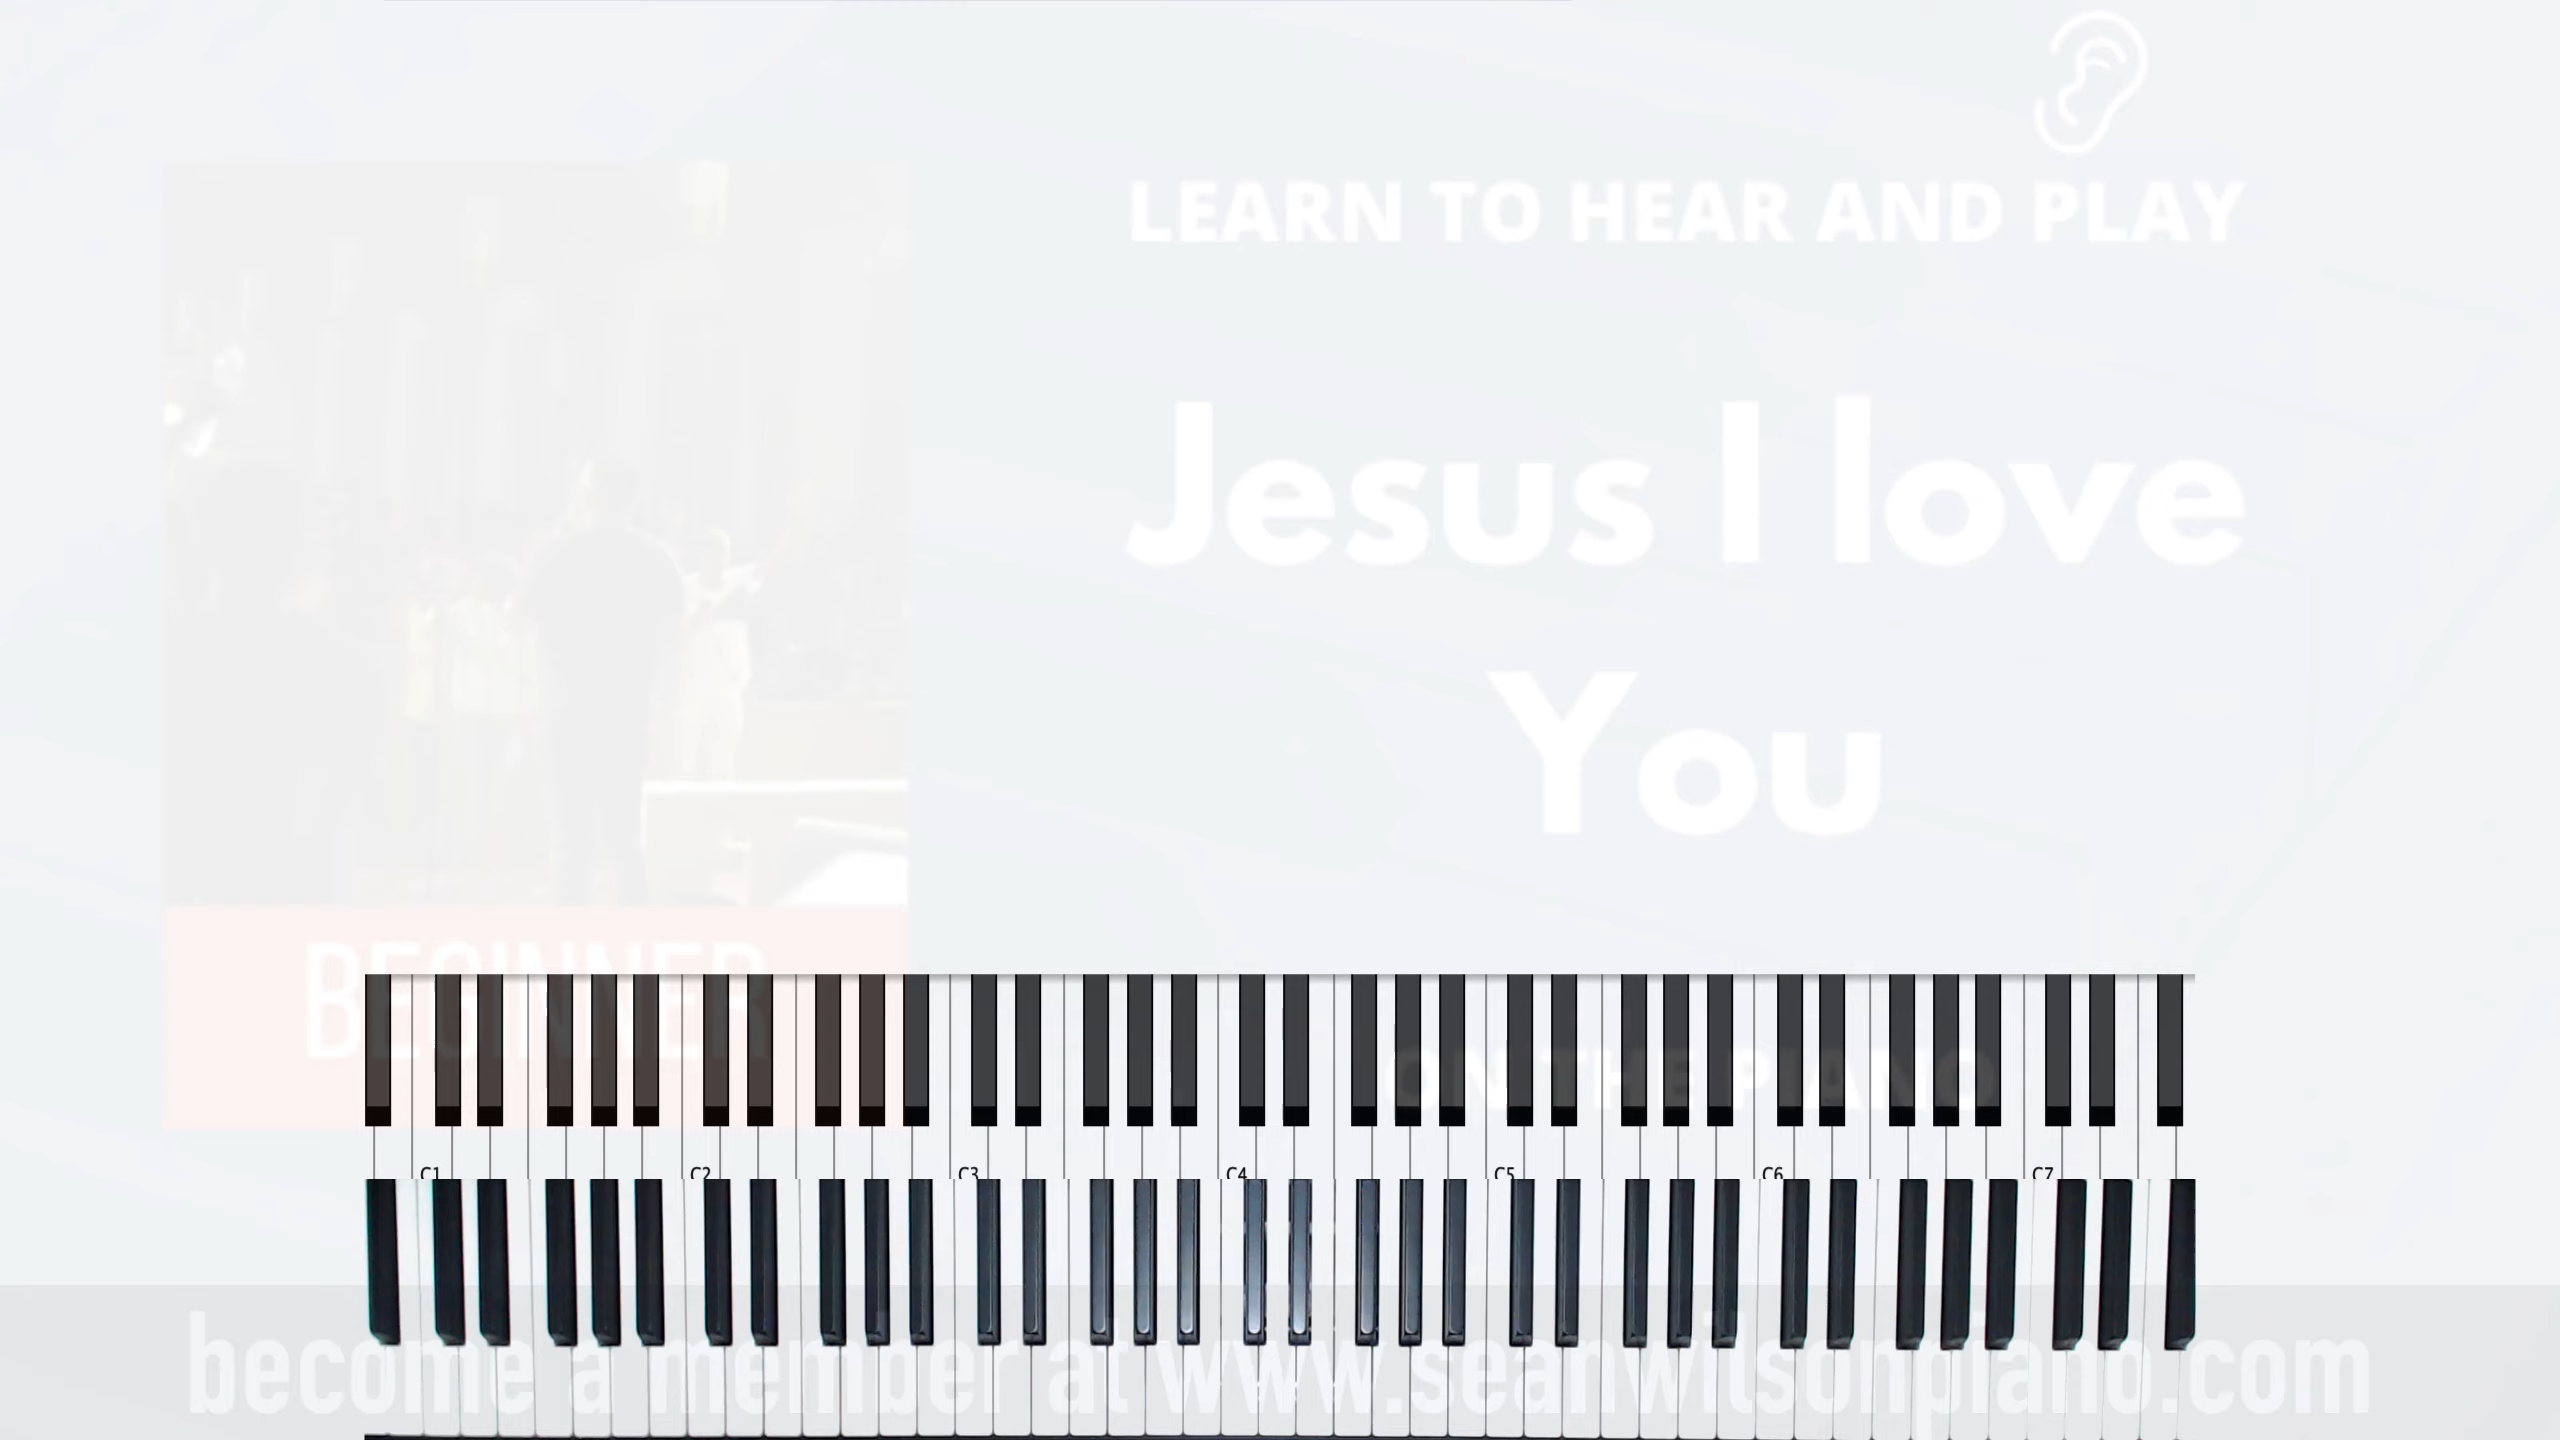 LEARN TO HEAR AND PLAY
Jesus I love
You
BEGINNER
ON THE PIANO
C1 C2 C3 C4 C5 C6 C7
become a member at www.seanwilsonpiano.com